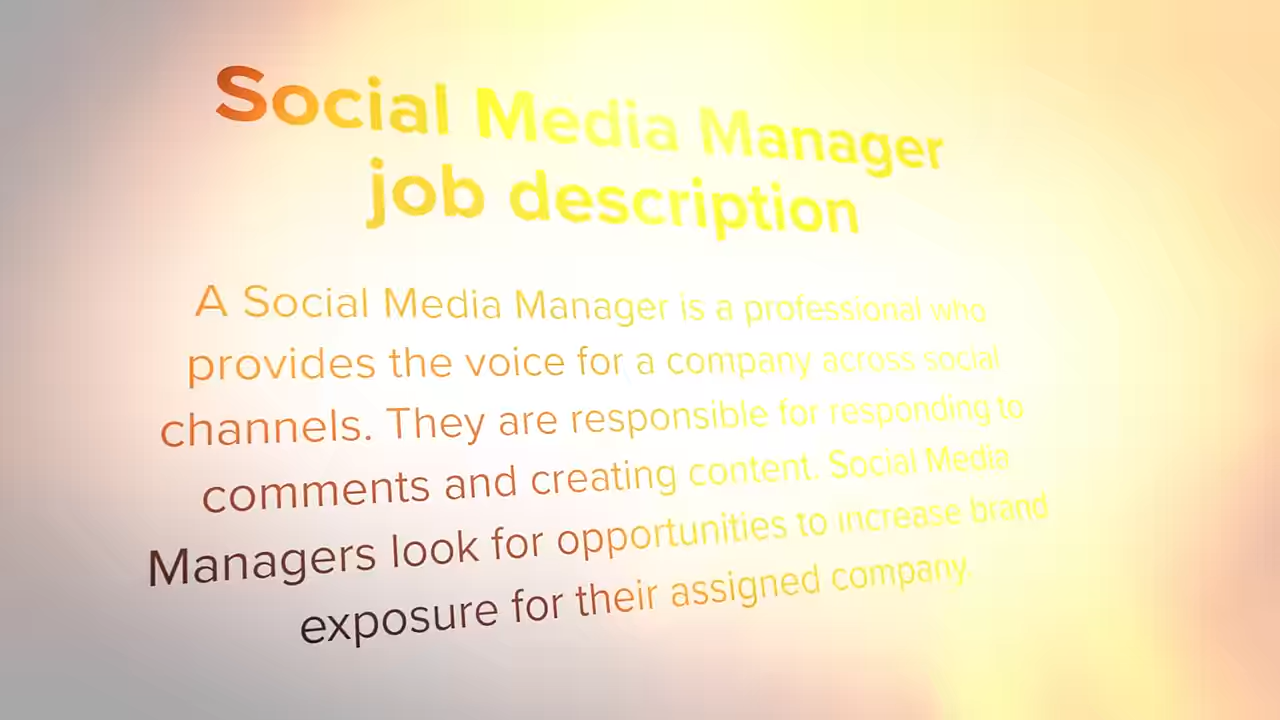 Social Media Manager
job description
A Social Media Manager is a professional who
provides the voice for a company across social
channels. They are responsible for responding to
comments and creating content. Social Media
Managers look for opportunities to increase brand
exposure for their assigned company.